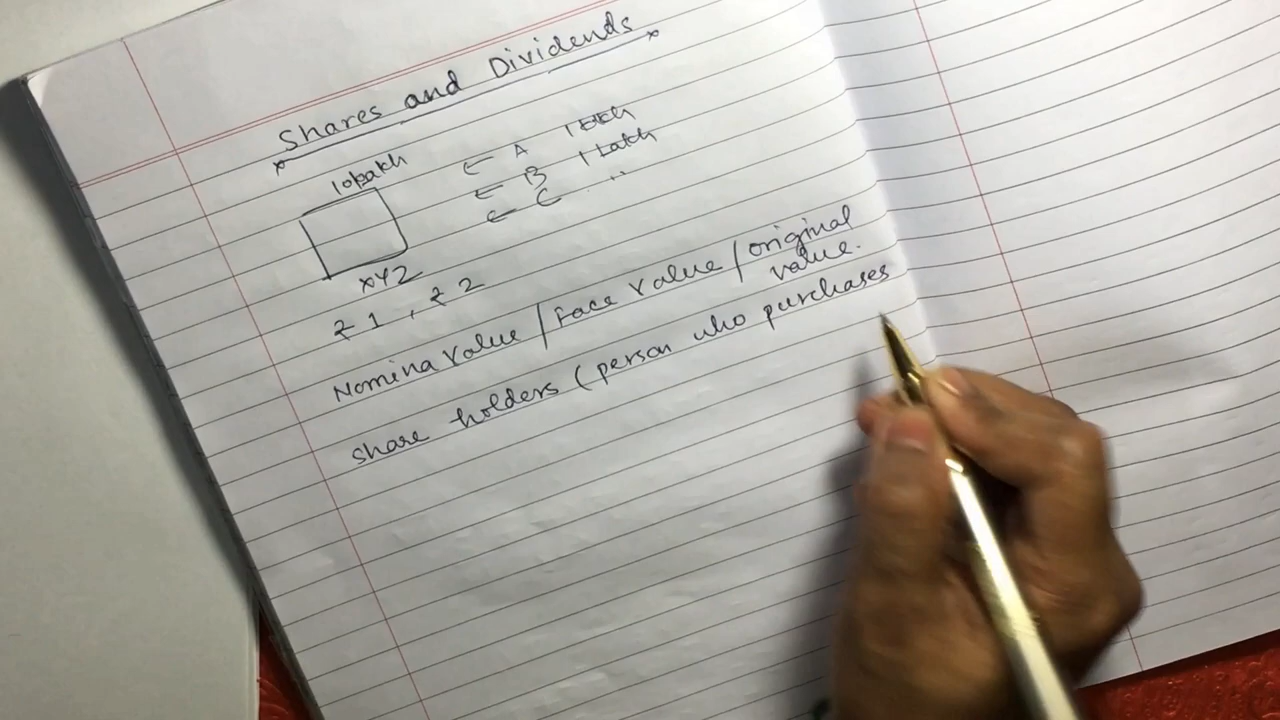 Shares and Dividends
10 Lakh
← A 1 Lakh
← B 1 Lakh
← C ..
XYZ
₹ 1 , ₹ 2
Nomina Value / Face Value / original
value.
Share holders ( person who purchases